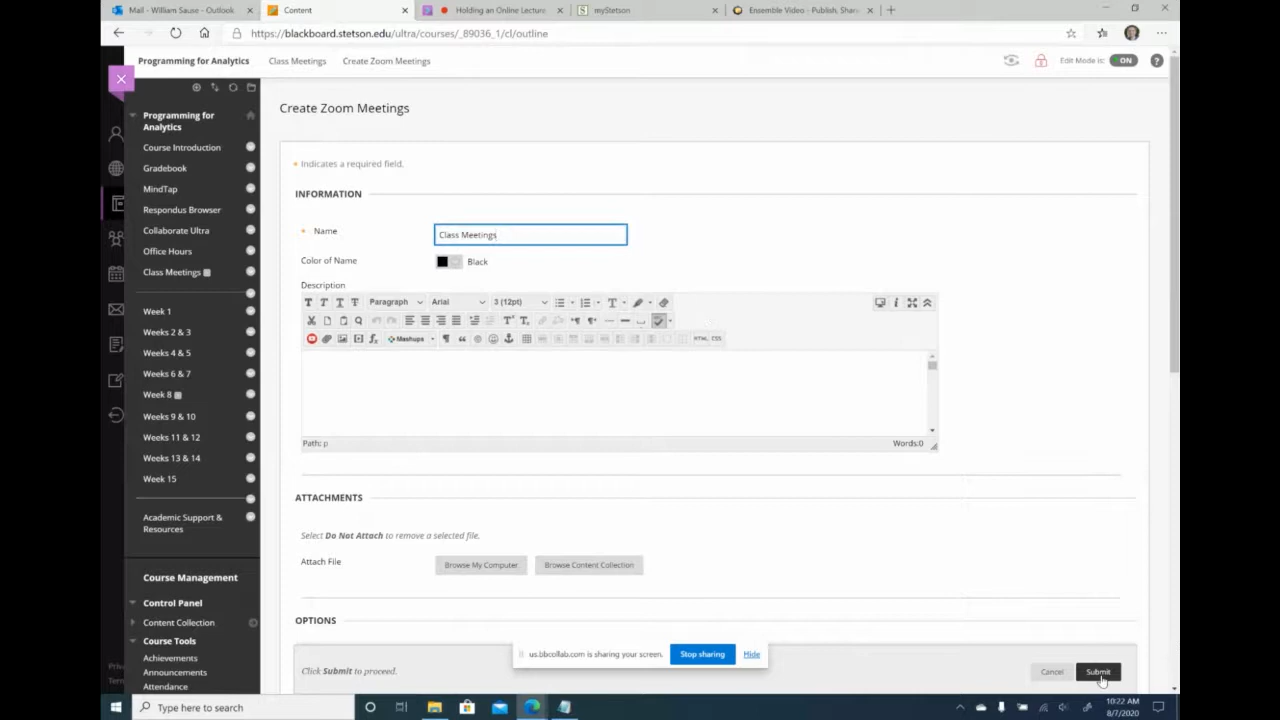 Mail - William Sause - Outlook
Content
Holding an Online Lecture
myStetson
Ensemble Video - Publish, Share
https://blackboard.stetson.edu/ultra/courses/_89036_1/cl/outline
Programming for Analytics
Class Meetings
Create Zoom Meetings
Edit Mode is:
ON
?
Programming for
Analytics
Course Introduction
Gradebook
MindTap
Respondus Browser
Collaborate Ultra
Office Hours
Class Meetings
Week 1
Weeks 2 & 3
Weeks 4 & 5
Weeks 6 & 7
Week 8
Weeks 9 & 10
Weeks 11 & 12
Weeks 13 & 14
Week 15
Academic Support &
Resources
Course Management
Control Panel
Content Collection
Course Tools
Achievements
Announcements
Attendance
Priv
Term
Create Zoom Meetings
* Indicates a required field.
INFORMATION
* Name
Class Meetings
Color of Name
Black
Description
T T T T Paragraph Arial 3 (12pt)
Mashups
HTML CSS
Path: p
Words:0
ATTACHMENTS
Select Do Not Attach to remove a selected file.
Attach File
Browse My Computer
Browse Content Collection
OPTIONS
us.bbcollab.com is sharing your screen.
Stop sharing
Hide
Click Submit to proceed.
Cancel
Submit
Type here to search
10:22 AM
8/7/2020